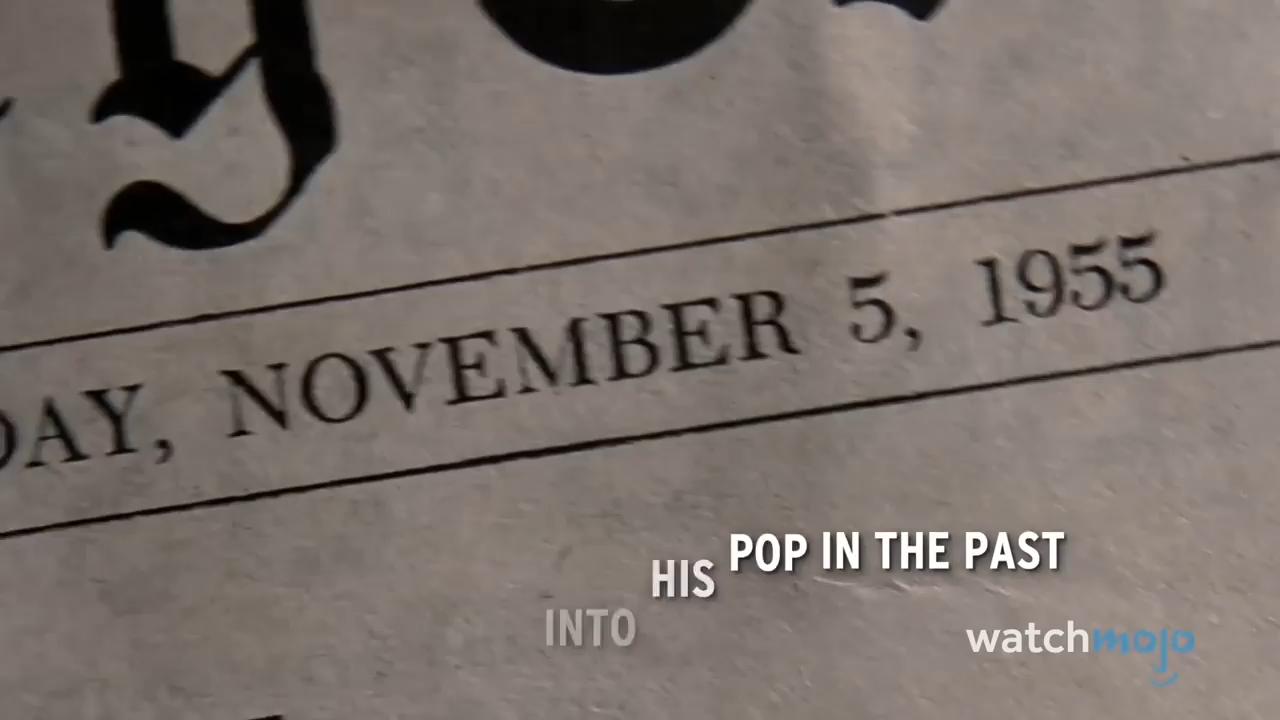 DAY, NOVEMBER 5, 1955
INTO HIS POP IN THE PAST
watchmojo